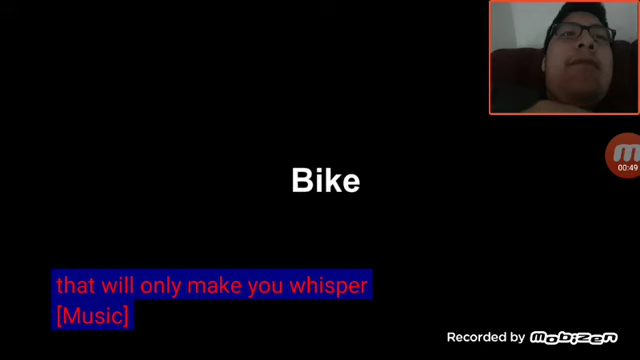 00:49
Bike
that will only make you whisper
[Music]
Recorded by mobizen